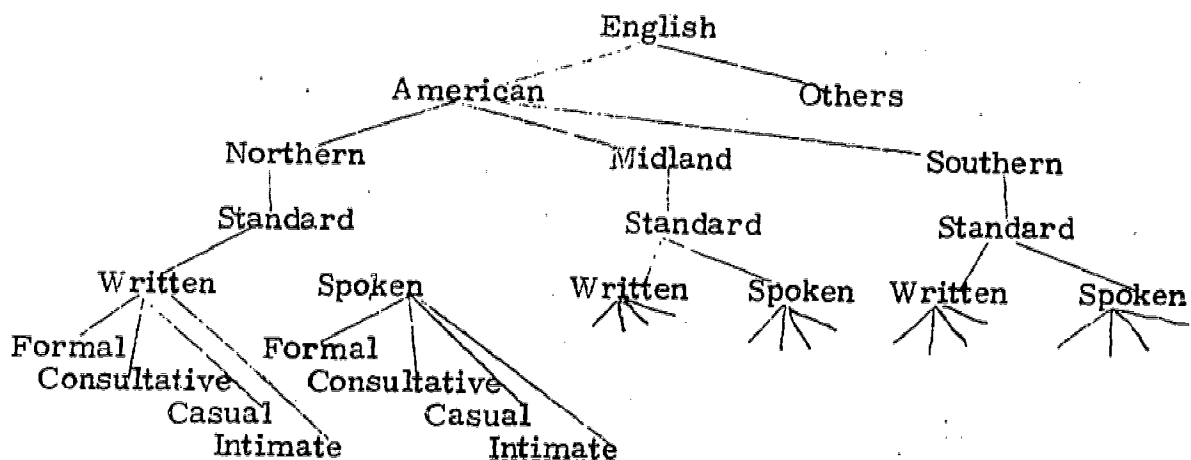 English
American Others
Northern Midland Southern
Standard Standard Standard
Written Spoken Written Spoken Written Spoken
Formal Formal
Consultative Consultative
Casual Casual
Intimate Intimate